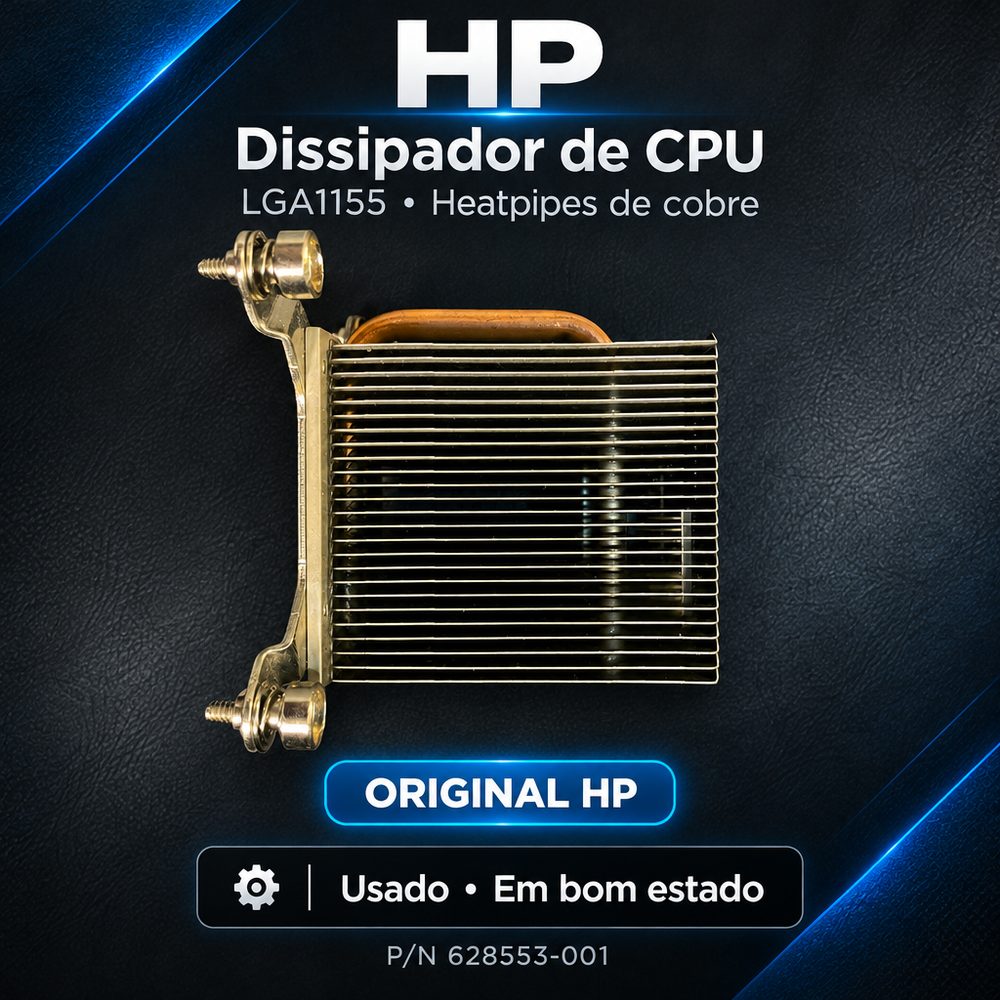 HP
Dissipador de CPU
LGA1155 • Heatpipes de cobre
ORIGINAL HP
Usado • Em bom estado
P/N 628553-001